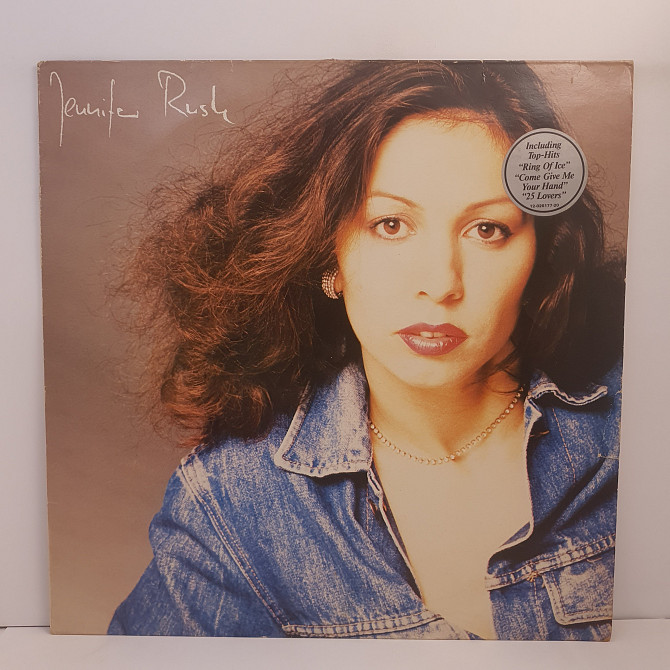 Jennifer Rush
Including
Top-Hits
"Ring Of Ice"
"Come Give Me
Your Hand"
"25 Lovers"